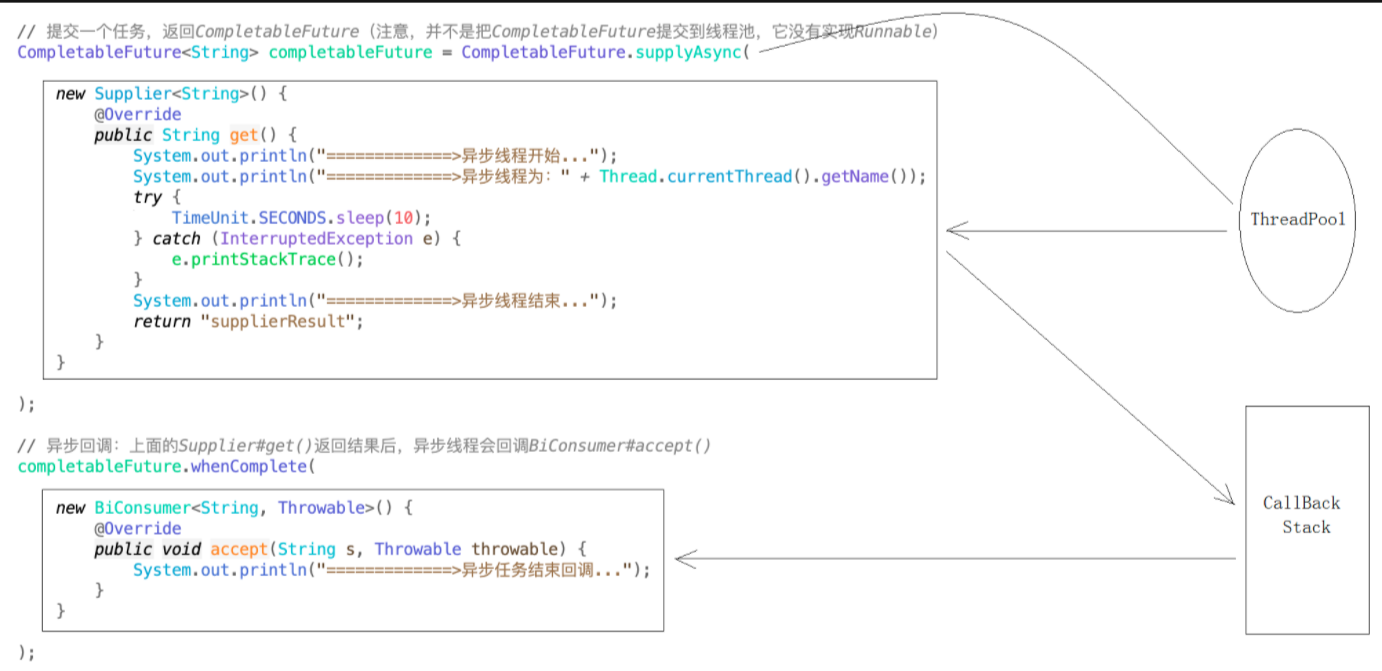 // 提交一个任务，返回CompletableFuture（注意，并不是把CompletableFuture提交到线程池，它没有实现Runnable）
CompletableFuture<String> completableFuture = CompletableFuture.supplyAsync(
new Supplier<String>() {
@Override
public String get() {
System.out.println("=============>异步线程开始...");
System.out.println("=============>异步线程为：" + Thread.currentThread().getName());
try {
TimeUnit.SECONDS.sleep(10);
} catch (InterruptedException e) {
e.printStackTrace();
}
System.out.println("=============>异步线程结束...");
return "supplierResult";
}
}
);
ThreadPool
// 异步回调：上面的Supplier#get()返回结果后，异步线程会回调BiConsumer#accept()
completableFuture.whenComplete(
new BiConsumer<String, Throwable>() {
@Override
public void accept(String s, Throwable throwable) {
System.out.println("=============>异步任务结束回调...");
}
}
);
CallBack
Stack